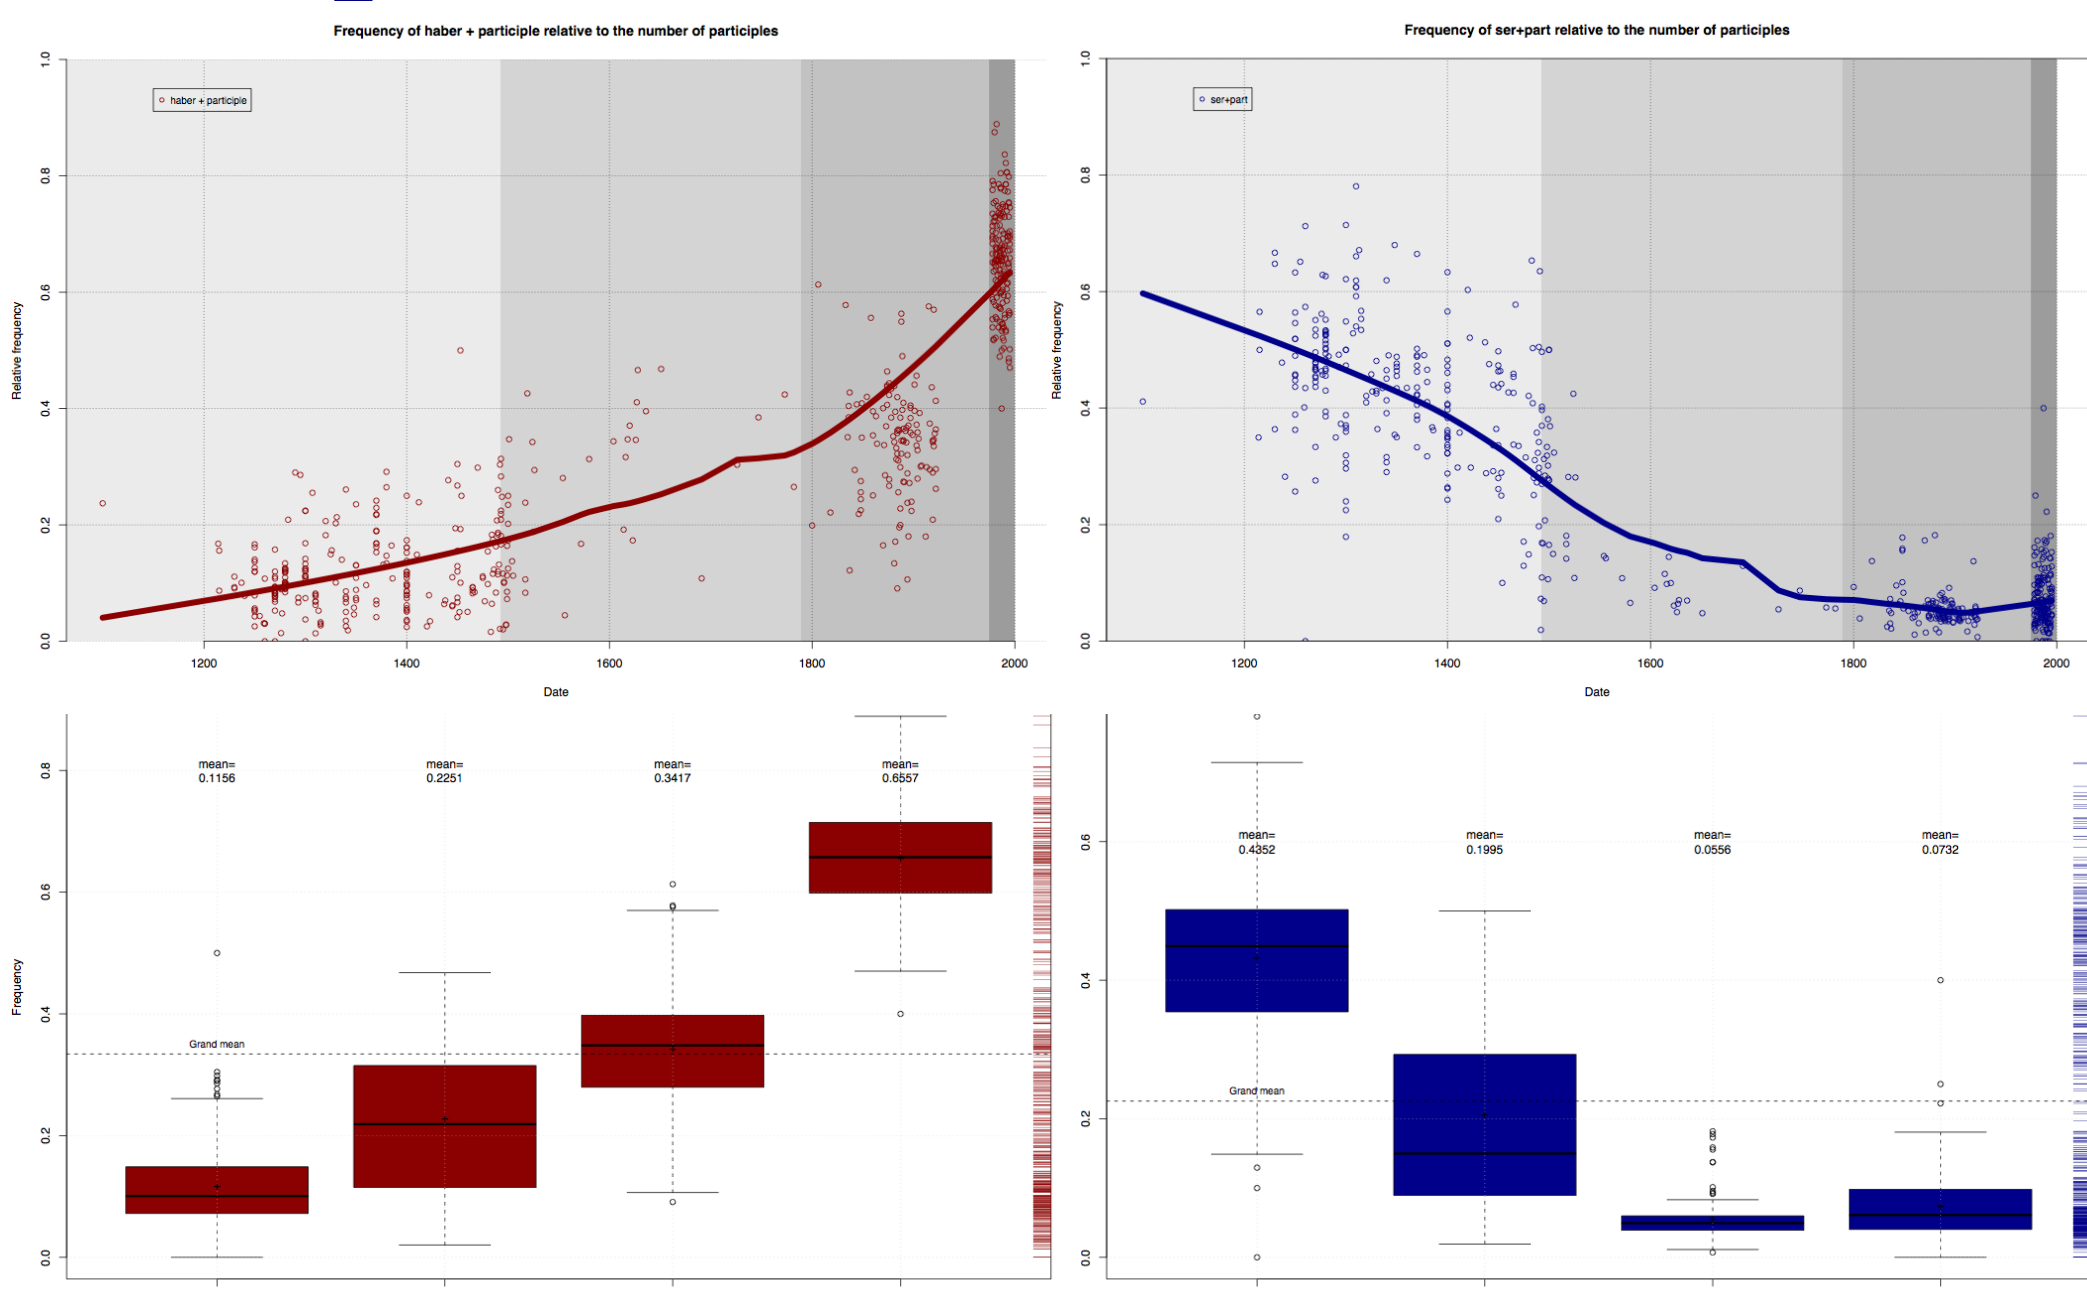 Frequency of haber + participle relative to the number of participles
haber + participle
Relative frequency
0.0
0.2
0.4
0.6
0.8
1.0
1200
1400
1600
1800
2000
Date
Frequency of ser+part relative to the number of participles
ser+part
Relative frequency
0.0
0.2
0.4
0.6
0.8
1.0
1200
1400
1600
1800
2000
Date
Frequency
0.0
0.2
0.4
0.6
0.8
mean=
0.1156
mean=
0.2251
mean=
0.3417
mean=
0.6557
Grand mean
0.0
0.2
0.4
0.6
mean=
0.4352
mean=
0.1995
mean=
0.0556
mean=
0.0732
Grand mean